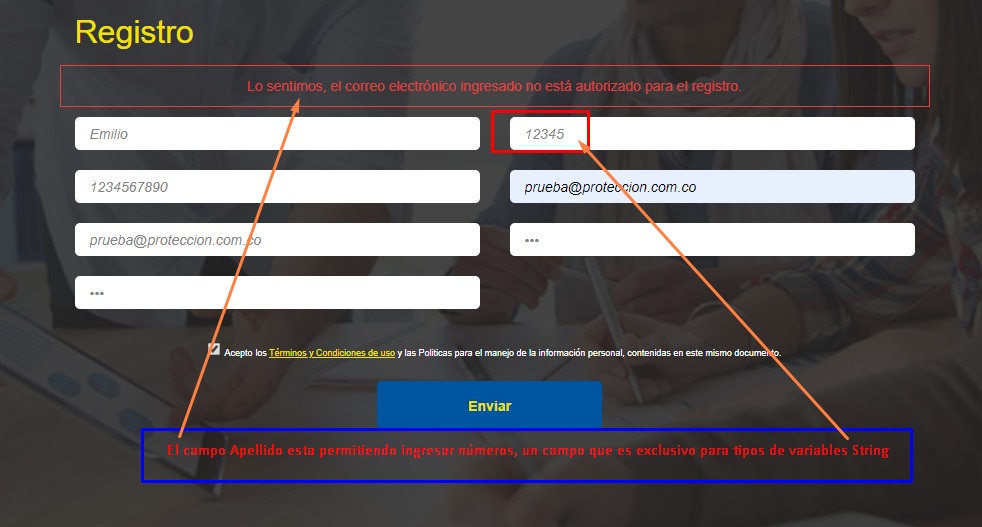 Registro
Lo sentimos, el correo electrónico ingresado no está autorizado para el registro.
Emilio
12345
1234567890
prueba@proteccion.com.co
prueba@proteccion.com.co
•••
•••
Acepto los Términos y Condiciones de uso y las Politicas para el manejo de la información personal, contenidas en este mismo documento.
Enviar
El campo Apellido esta permitiendo ingresar números, un campo que es exclusivo para tipos de variables String